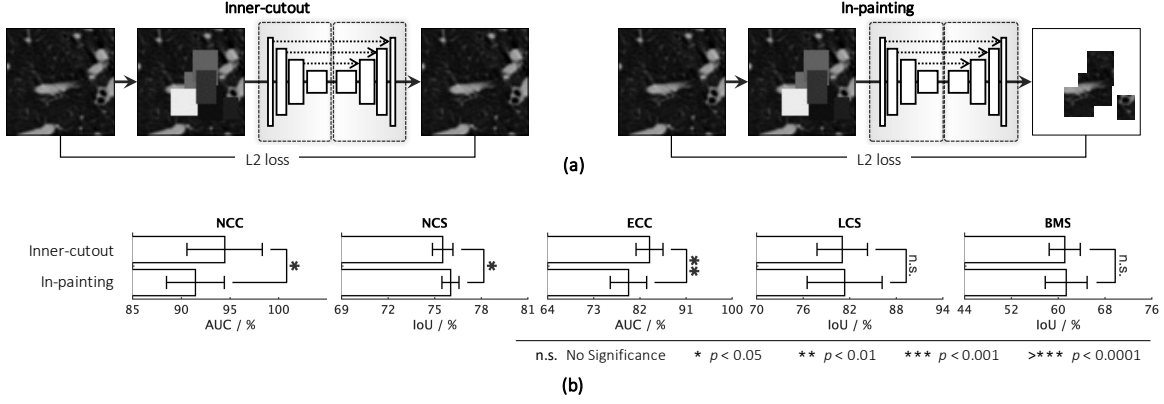 Inner-cutout
In-painting
L2 loss
L2 loss
(a)
NCC
NCS
ECC
LCS
BMS
Inner-cutout
In-painting
*
*
**
n.s.
n.s.
85 90 95 100
69 72 75 78 81
64 73 82 91 100
70 76 82 88 94
44 52 60 68 76
AUC / %
IoU / %
AUC / %
IoU / %
IoU / %
n.s. No Significance * p < 0.05 ** p < 0.01 *** p < 0.001 >*** p < 0.0001
(b)